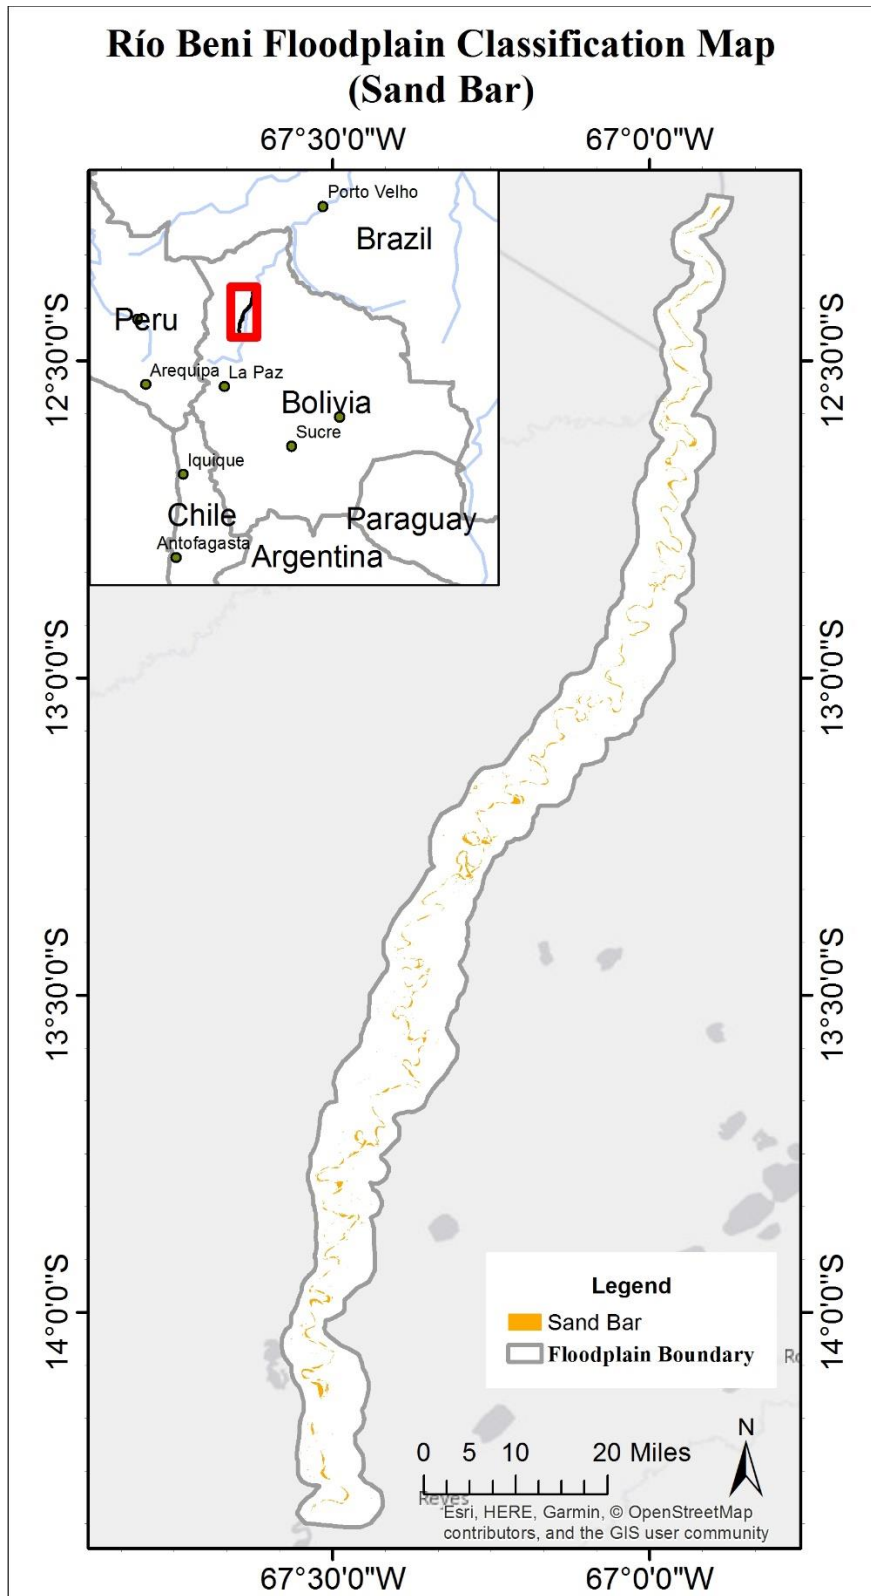 Río Beni Floodplain Classification Map
(Sand Bar)
67°30'0"W 67°0'0"W
Porto Velho
Brazil
Peru
12°30'0"S 12°30'0"S
Arequipa La Paz
Bolivia
Sucre
Iquique
Chile
Paraguay
Antofagasta
Argentina
13°0'0"S 13°0'0"S
13°30'0"S 13°30'0"S
14°0'0"S 14°0'0"S
Legend
Sand Bar
Floodplain Boundary
N
0 5 10 20 Miles
Reyes
Esri, HERE, Garmin, © OpenStreetMap
contributors, and the GIS user community
67°30'0"W 67°0'0"W